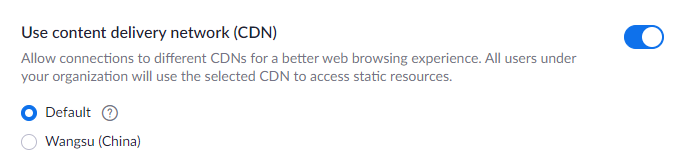 Use content delivery network (CDN)
Allow connections to different CDNs for a better web browsing experience. All users under
your organization will use the selected CDN to access static resources.
Default ?
Wangsu (China)